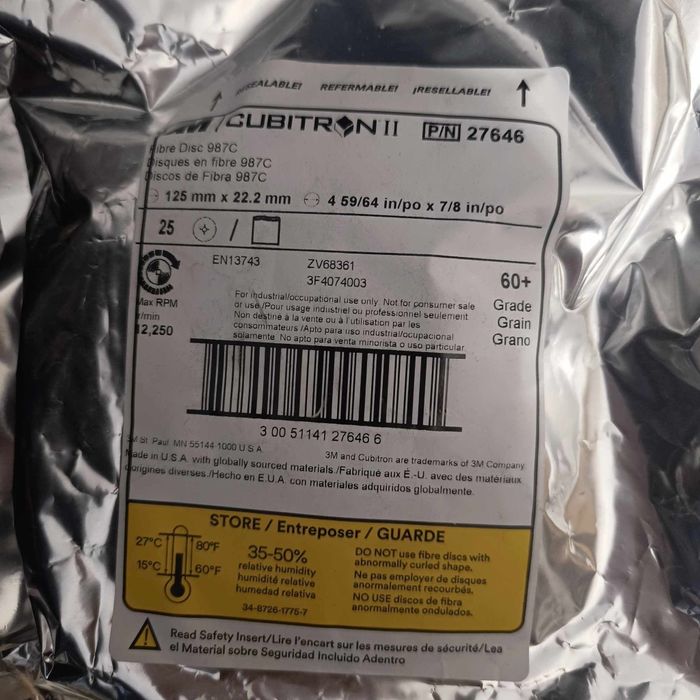 RESEALABLE! REFERMABLE! ¡RESELLABLE!
3M / CUBITRON II P/N 27646
Fibre Disc 987C
Disques en fibre 987C
Discos de Fibra 987C
125 mm x 22.2 mm 4 59/64 in/po x 7/8 in/po
25 /
EN13743 ZV68361
3F4074003
60+
Grade
Grain
Grano
Max RPM
r/min
12,250
For industrial/occupational use only. Not for consumer sale
or use./Pour usage industriel ou professionnel seulement.
Non destiné à la vente ou à l'utilisation par les
consommateurs./Apto para uso industrial/ocupacional
solamente. No apto para venta minorista o uso particular.
3 00 51141 27646 6
3M St. Paul, MN 55144-1000 U.S.A.
3M and Cubitron are trademarks of 3M Company.
Made in U.S.A. with globally sourced materials./Fabriqué aux É.-U. avec des matériaux
d'origines diverses./Hecho en E.U.A. con materiales adquiridos globalmente.
STORE / Entreposer / GUARDE
27°C 80°F
15°C 60°F
35-50%
relative humidity
humidité relative
humedad relativa
34-8726-1775-7
DO NOT use fibre discs with
abnormally curled shape.
Ne pas employer de disques
anormalement recourbés.
NO USE discos de fibra
anormalmente ondulados.
Read Safety Insert/Lire l'encart sur les mesures de sécurité/Lea
el Material sobre Seguridad Incluido Adentro